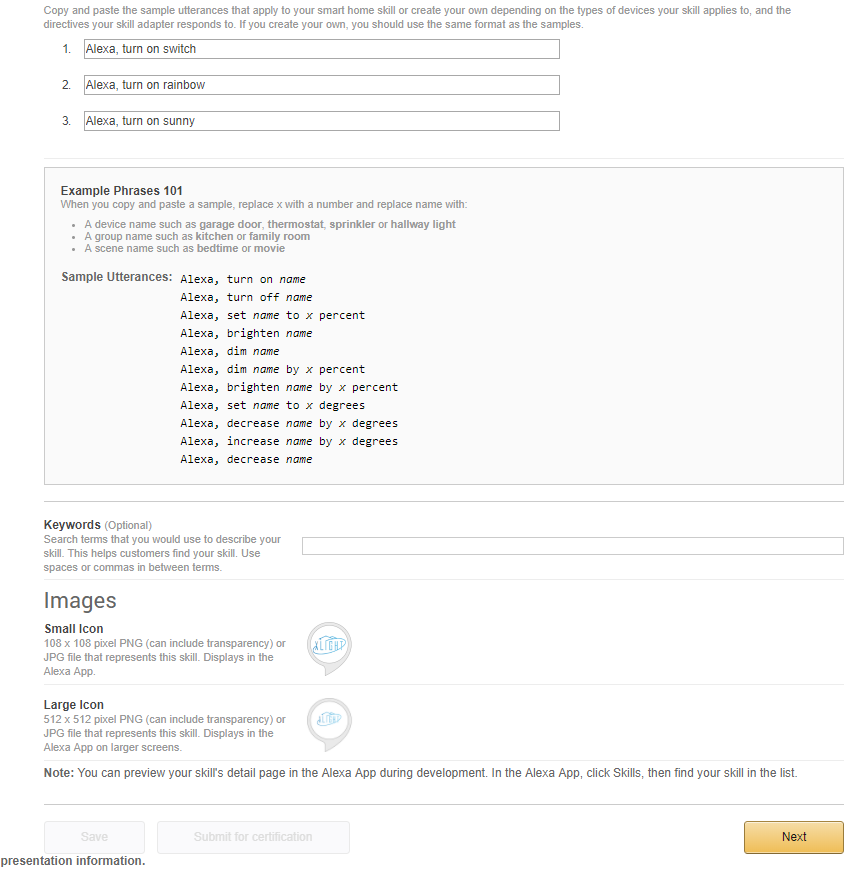 Copy and paste the sample utterances that apply to your smart home skill or create your own depending on the types of devices your skill applies to, and the
directives your skill adapter responds to. If you create your own, you should use the same format as the samples.
1. Alexa, turn on switch
2. Alexa, turn on rainbow
3. Alexa, turn on sunny
Example Phrases 101
When you copy and paste a sample, replace x with a number and replace name with:
• A device name such as garage door, thermostat, sprinkler or hallway light
• A group name such as kitchen or family room
• A scene name such as bedtime or movie
Sample Utterances: Alexa, turn on name
Alexa, turn off name
Alexa, set name to x percent
Alexa, brighten name
Alexa, dim name
Alexa, dim name by x percent
Alexa, brighten name by x percent
Alexa, set name to x degrees
Alexa, decrease name by x degrees
Alexa, increase name by x degrees
Alexa, decrease name
Keywords (Optional)
Search terms that you would use to describe your
skill. This helps customers find your skill. Use
spaces or commas in between terms.
Images
Small Icon
108 x 108 pixel PNG (can include transparency) or
JPG file that represents this skill. Displays in the
Alexa App.
XLIGHT
Large Icon
512 x 512 pixel PNG (can include transparency) or
JPG file that represents this skill. Displays in the
Alexa App on larger screens.
XLIGHT
Note: You can preview your skill's detail page in the Alexa App during development. In the Alexa App, click Skills, then find your skill in the list.
Save Submit for certification Next
presentation information.